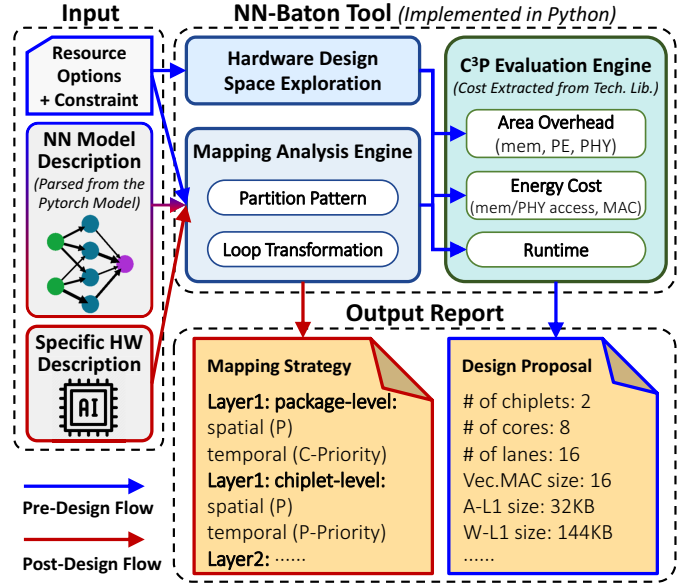 Input
Resource
Options
+ Constraint
NN Model
Description
(Parsed from the
Pytorch Model)
Specific HW
Description
AI
Pre-Design Flow
Post-Design Flow
NN-Baton Tool (Implemented in Python)
Hardware Design
Space Exploration
Mapping Analysis Engine
Partition Pattern
Loop Transformation
C³P Evaluation Engine
(Cost Extracted from Tech. Lib.)
Area Overhead
(mem, PE, PHY)
Energy Cost
(mem/PHY access, MAC)
Runtime
Output Report
Mapping Strategy
Layer1: package-level:
spatial (P)
temporal (C-Priority)
Layer1: chiplet-level:
spatial (P)
temporal (P-Priority)
Layer2: ······
Design Proposal
# of chiplets: 2
# of cores: 8
# of lanes: 16
Vec.MAC size: 16
A-L1 size: 32KB
W-L1 size: 144KB
······